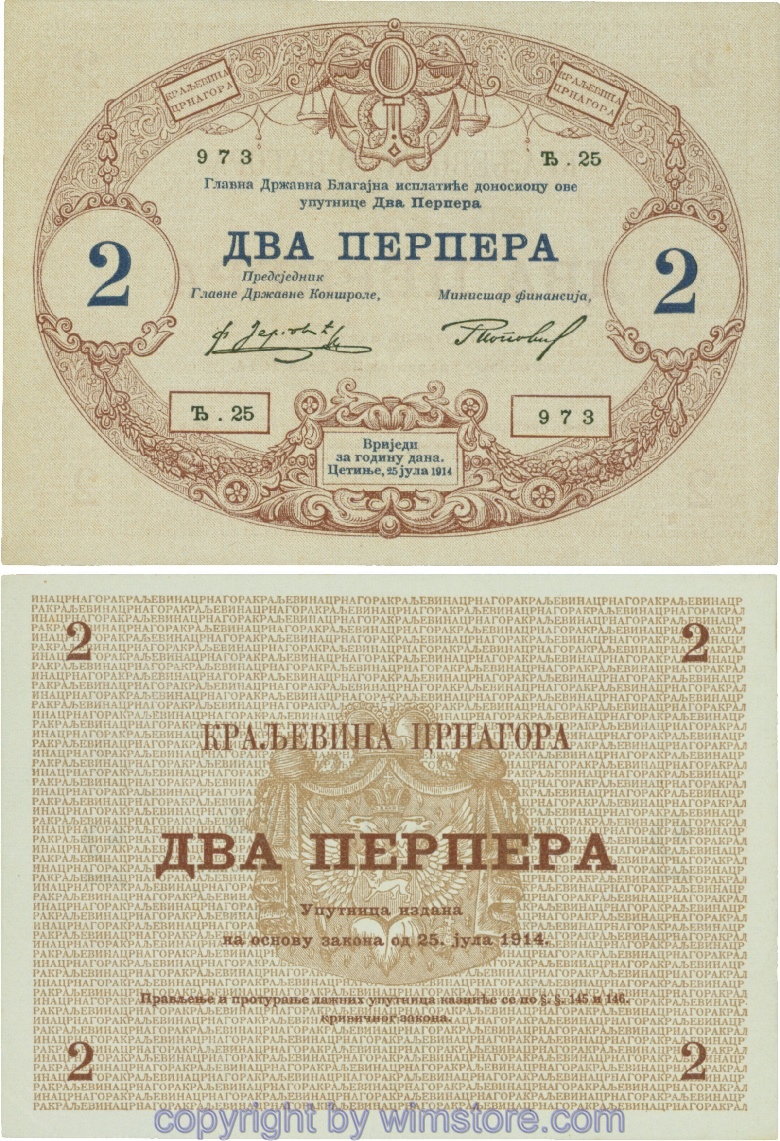 КРАЉЕВИНА
ЦРНАГОРА
КРАЉЕВИНА
ЦРНАГОРА
973
Ђ . 25
Главна Државна Благајна исплатиће доносиоцу ове
упутнице Два Перпера
ДВА ПЕРПЕРА
2
2
Предсједник
Главне Државне Контроле,
Министар финансија,
Ђ . 25
973
Вриједи
за годину дана.
Цетиње, 25 јула 1914
2
2
КРАЉЕВИНА ЦРНАГОРА
ДВА ПЕРПЕРА
Упутница издана
на основу закона од 25. јула 1914.
Прављење и протурање лажних упутница казниће се по §. §. 145 и 146.
кривичног закона.
2
2
copyright by wimstore.com